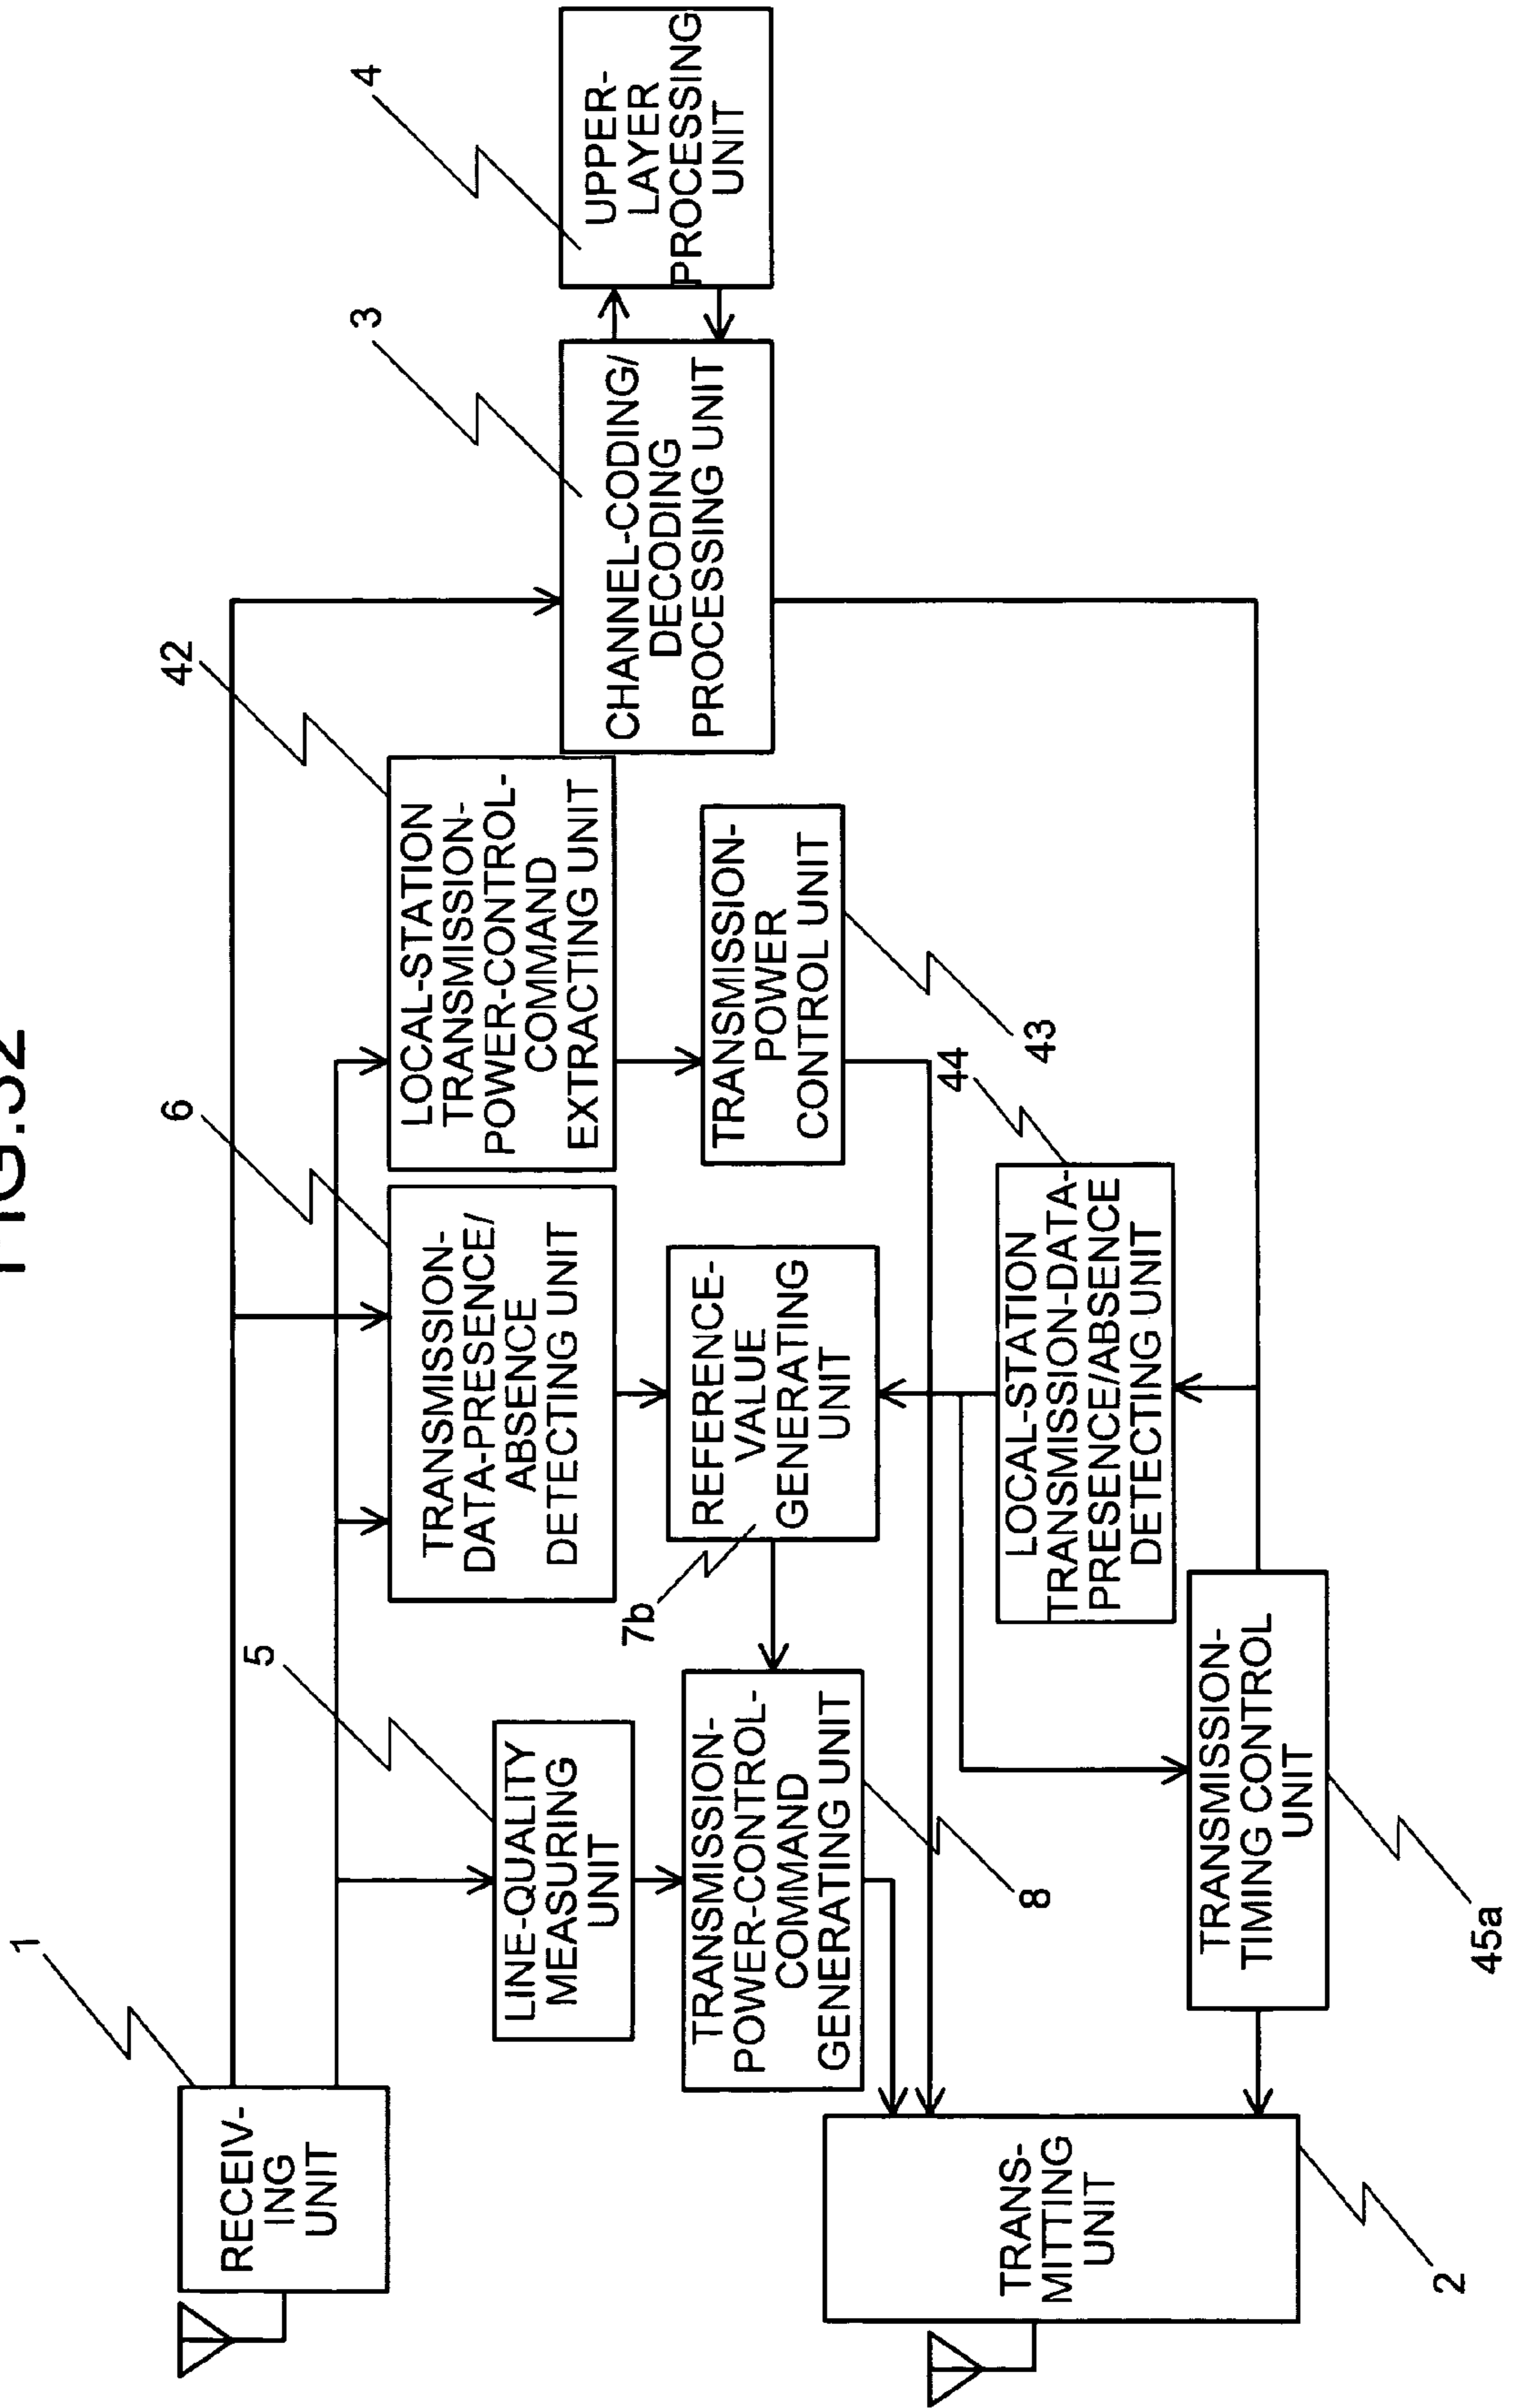 FIG.32
1
RECEIV-
ING
UNIT
5
LINE-QUALITY
MEASURING
UNIT
6
TRANSMISSION-
DATA-PRESENCE/
ABSENCE
DETECTING UNIT
42
LOCAL-STATION
TRANSMISSION-
POWER-CONTROL-
COMMAND
EXTRACTING UNIT
3
CHANNEL-CODING/
DECODING
PROCESSING UNIT
4
UPPER-
LAYER
PROCESSING
UNIT
TRANSMISSION-
POWER-CONTROL-
COMMAND
GENERATING UNIT
8
7b
REFERENCE-
VALUE
GENERATING
UNIT
TRANSMISSION-
POWER
CONTROL UNIT
43
TRANS-
MITTING
UNIT
2
44
LOCAL-STATION
TRANSMISSION-DATA-
PRESENCE/ABSENCE
DETECTING UNIT
TRANSMISSION-
TIMING CONTROL
UNIT
45a